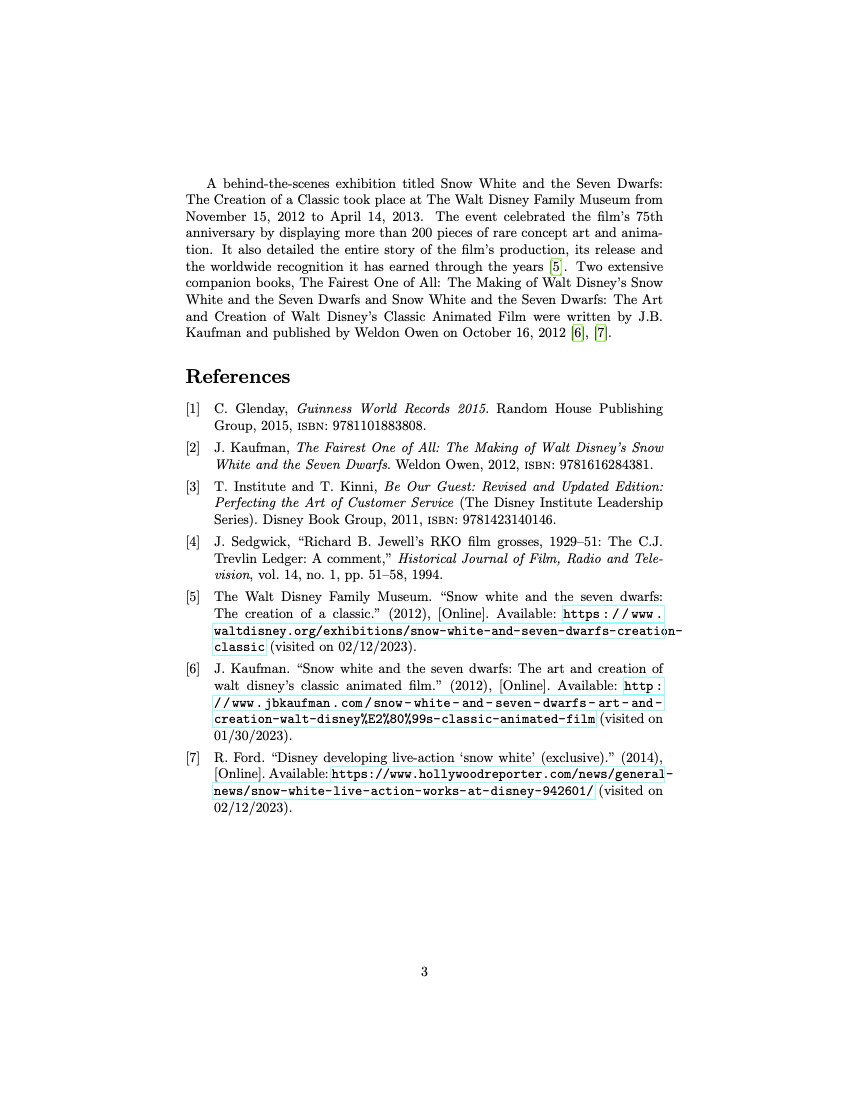 A behind-the-scenes exhibition titled Snow White and the Seven Dwarfs:
The Creation of a Classic took place at The Walt Disney Family Museum from
November 15, 2012 to April 14, 2013. The event celebrated the film's 75th
anniversary by displaying more than 200 pieces of rare concept art and anima-
tion. It also detailed the entire story of the film's production, its release and
the worldwide recognition it has earned through the years [5]. Two extensive
companion books, The Fairest One of All: The Making of Walt Disney's Snow
White and the Seven Dwarfs and Snow White and the Seven Dwarfs: The Art
and Creation of Walt Disney's Classic Animated Film were written by J.B.
Kaufman and published by Weldon Owen on October 16, 2012 [6], [7].
References
[1] C. Glenday, Guinness World Records 2015. Random House Publishing
Group, 2015, ISBN: 9781101883808.
[2] J. Kaufman, The Fairest One of All: The Making of Walt Disney's Snow
White and the Seven Dwarfs. Weldon Owen, 2012, ISBN: 9781616284381.
[3] T. Institute and T. Kinni, Be Our Guest: Revised and Updated Edition:
Perfecting the Art of Customer Service (The Disney Institute Leadership
Series). Disney Book Group, 2011, ISBN: 9781423140146.
[4] J. Sedgwick, “Richard B. Jewell's RKO film grosses, 1929–51: The C.J.
Trevlin Ledger: A comment,” Historical Journal of Film, Radio and Tele-
vision, vol. 14, no. 1, pp. 51–58, 1994.
[5] The Walt Disney Family Museum. “Snow white and the seven dwarfs:
The creation of a classic.” (2012), [Online]. Available: https://www.
waltdisney.org/exhibitions/snow-white-and-seven-dwarfs-creation-
classic (visited on 02/12/2023).
[6] J. Kaufman. “Snow white and the seven dwarfs: The art and creation of
walt disney's classic animated film.” (2012), [Online]. Available: http:
//www.jbkaufman.com/snow-white-and-seven-dwarfs-art-and-
creation-walt-disney%E2%80%99s-classic-animated-film (visited on
01/30/2023).
[7] R. Ford. “Disney developing live-action ‘snow white’ (exclusive).” (2014),
[Online]. Available: https://www.hollywoodreporter.com/news/general-
news/snow-white-live-action-works-at-disney-942601/ (visited on
02/12/2023).
3